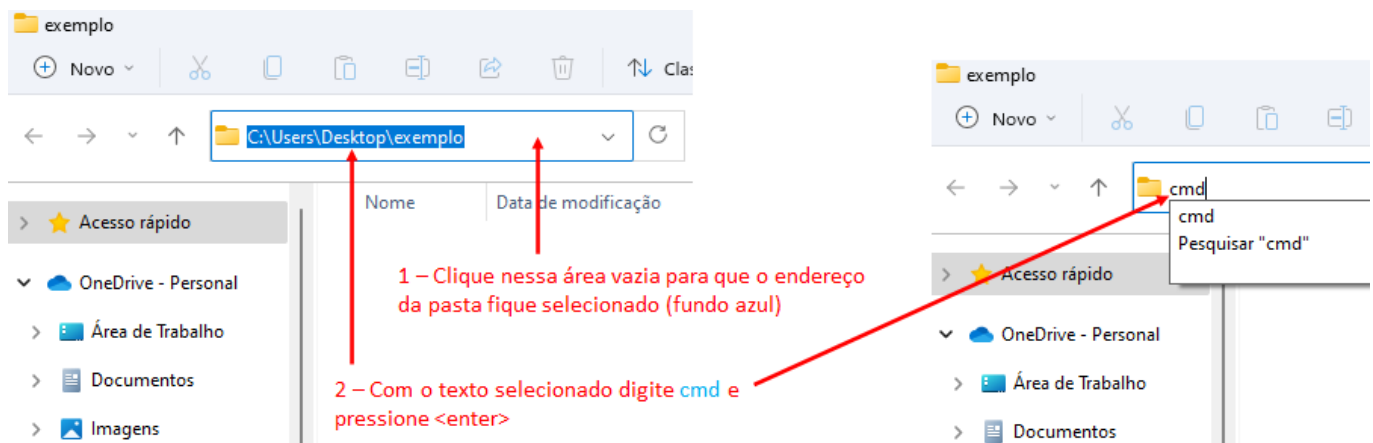 exemplo
Novo
Clas
C:\Users\Desktop\exemplo
Nome
Data de modificação
Acesso rápido
OneDrive - Personal
Área de Trabalho
Documentos
Imagens
1 – Clique nessa área vazia para que o endereço
da pasta fique selecionado (fundo azul)
2 – Com o texto selecionado digite cmd e
pressione <enter>
exemplo
Novo
cmd
cmd
Pesquisar "cmd"
Acesso rápido
OneDrive - Personal
Área de Trabalho
Documentos